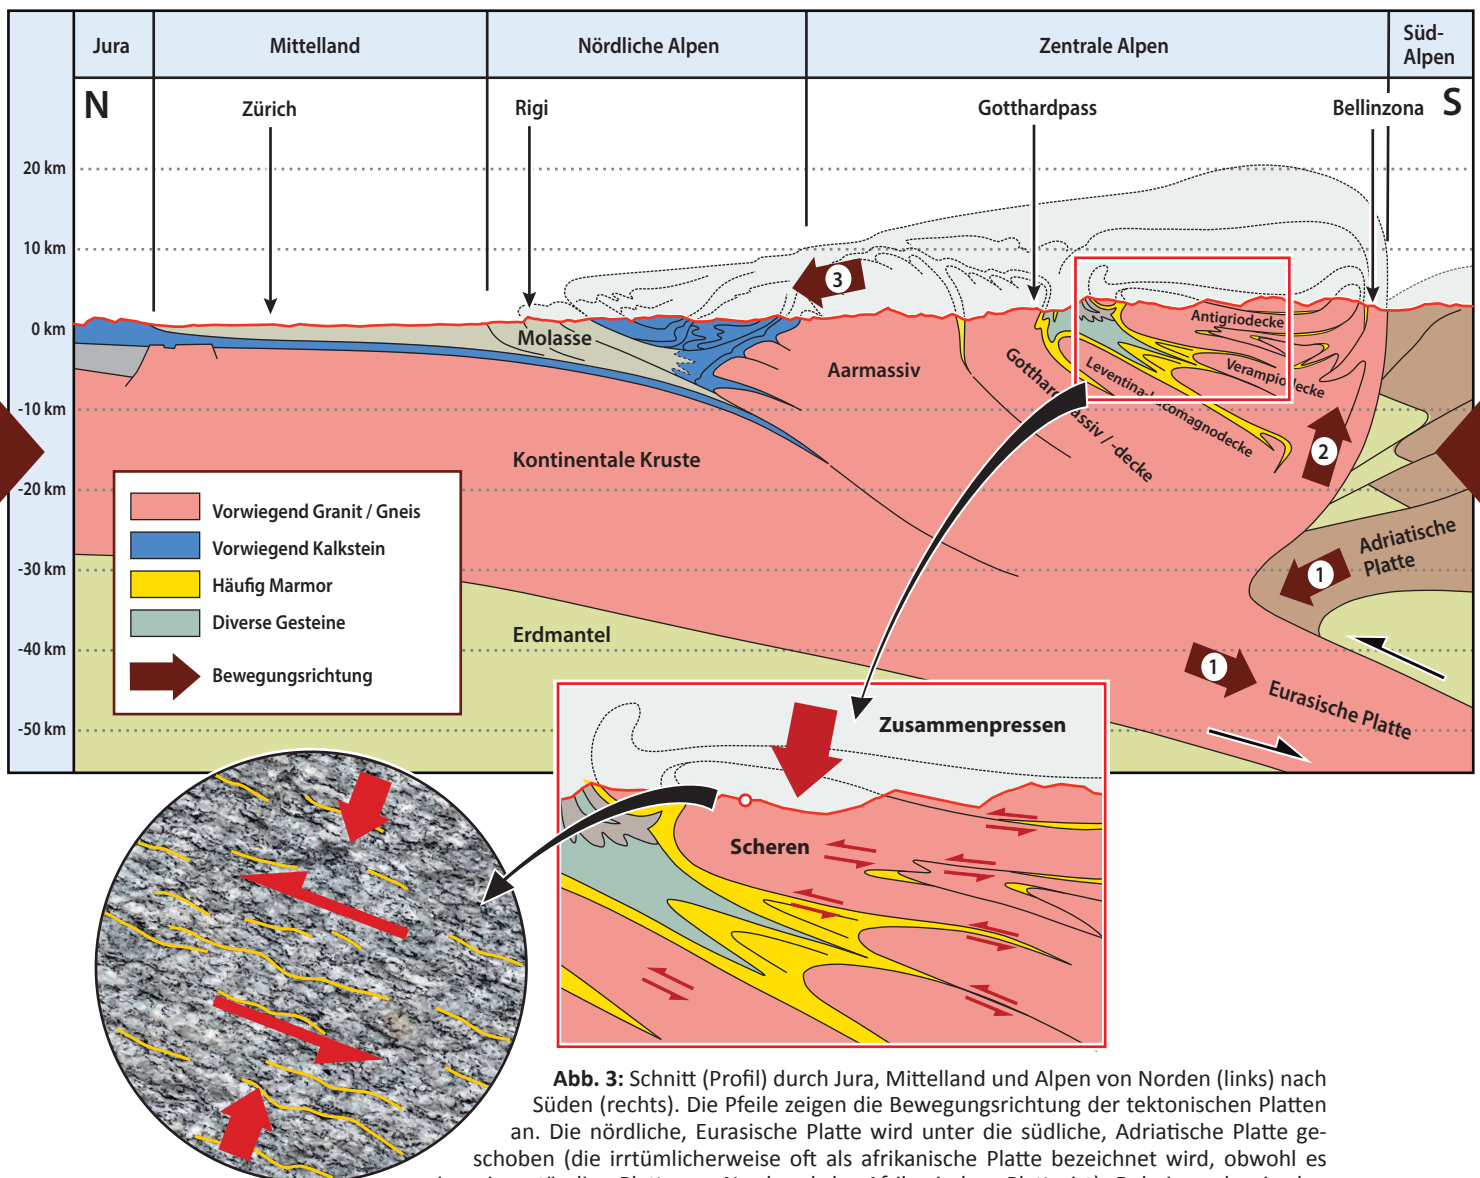 Jura
Mittelland
Nördliche Alpen
Zentrale Alpen
Süd-
Alpen
N
Zürich
Rigi
Gotthardpass
Bellinzona
S
20 km
10 km
0 km
-10 km
-20 km
-30 km
-40 km
-50 km
3
Molasse
Aarmassiv
Gotthardmassiv / -decke
Leventina-Lucomagnodecke
Antigriodecke
Verampiodecke
2
Kontinentale Kruste
Adriatische
Platte
1
1
Eurasische Platte
Erdmantel
Vorwiegend Granit / Gneis
Vorwiegend Kalkstein
Häufig Marmor
Diverse Gesteine
Bewegungsrichtung
Zusammenpressen
Scheren
Abb. 3: Schnitt (Profil) durch Jura, Mittelland und Alpen von Norden (links) nach
Süden (rechts). Die Pfeile zeigen die Bewegungsrichtung der tektonischen Platten
an. Die nördliche, Eurasische Platte wird unter die südliche, Adriatische Platte ge-
schoben (die irrtümlicherweise oft als afrikanische Platte bezeichnet wird, obwohl es